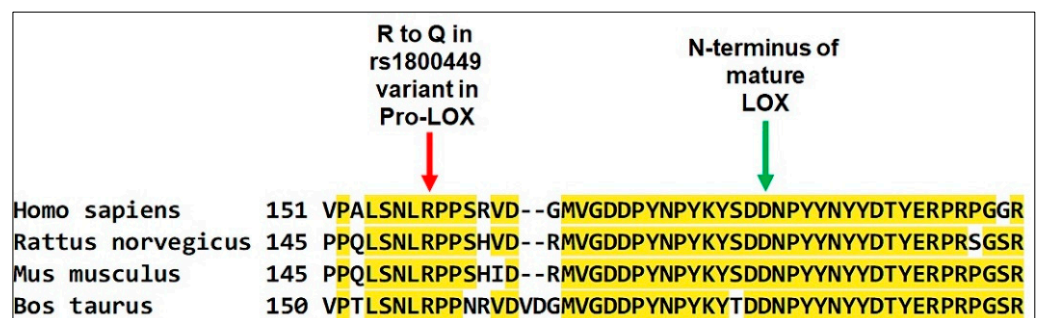 R to Q in
rs1800449
variant in
Pro-LOX
N-terminus of
mature
LOX
Homo sapiens 151 VPALSNLRPPSRVD--GMVGDDPYNPYKYSDDNPYYNYYDTYERPRPGGR
Rattus norvegicus 145 PPQLSNLRPPSHVD--RMVGDDPYNPYKYSDDNPYYNYYDTYERPRSGSR
Mus musculus 145 PPQLSNLRPPSHID--RMVGDDPYNPYKYSDDNPYYNYYDTYERPRPGSR
Bos taurus 150 VPTLSNLRPPNRVDVDGMVGDDPYNPYKYTDDNPYYNYYDTYERPRPGSR